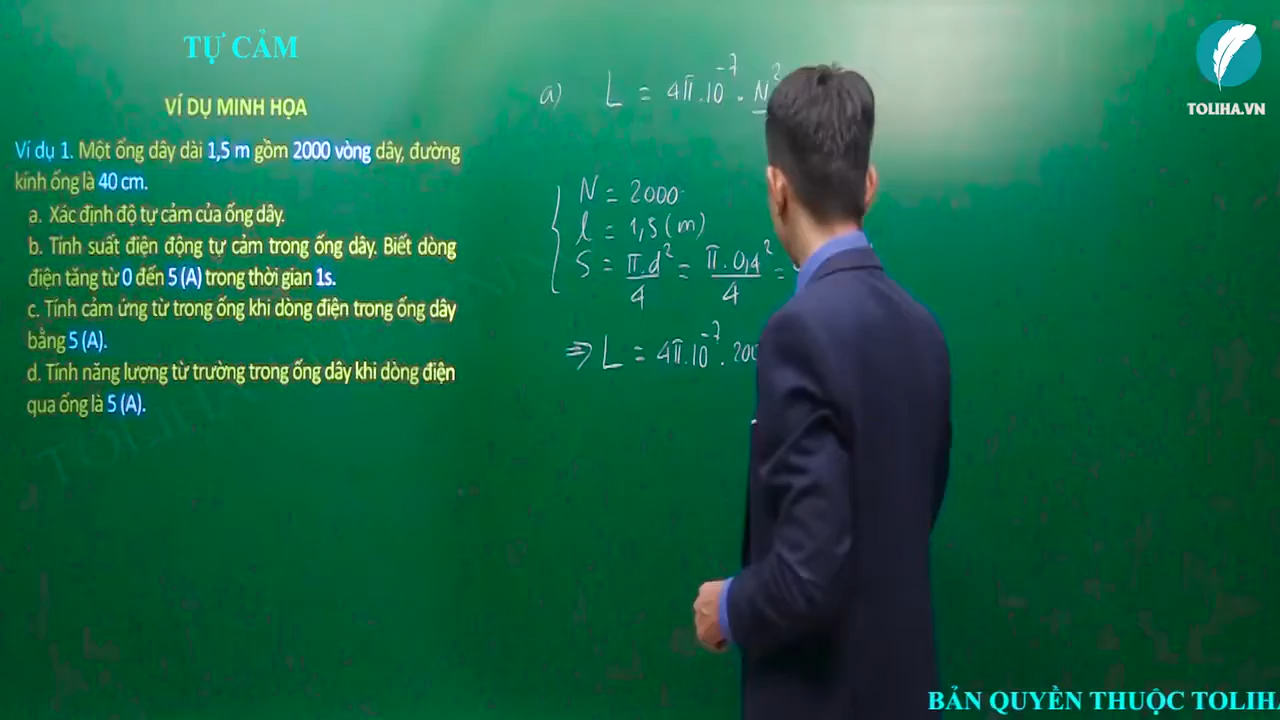 TỰ CẢM
VÍ DỤ MINH HỌA
Ví dụ 1. Một ống dây dài 1,5 m gồm 2000 vòng dây, đường
kính ống là 40 cm.
a. Xác định độ tự cảm của ống dây.
b. Tính suất điện động tự cảm trong ống dây. Biết dòng
điện tăng từ 0 đến 5 (A) trong thời gian 1s.
c. Tính cảm ứng từ trong ống khi dòng điện trong ống dây
bằng 5 (A).
d. Tính năng lượng từ trường trong ống dây khi dòng điện
qua ống là 5 (A).
a) L = 4π.10⁻⁷. N²
N = 2000
l = 1,5 (m)
S = π.d²/4 = π.0,4²/4 =
⇒ L = 4π.10⁻⁷. 200
TOLIHA.VN
BẢN QUYỀN THUỘC TOLIHA